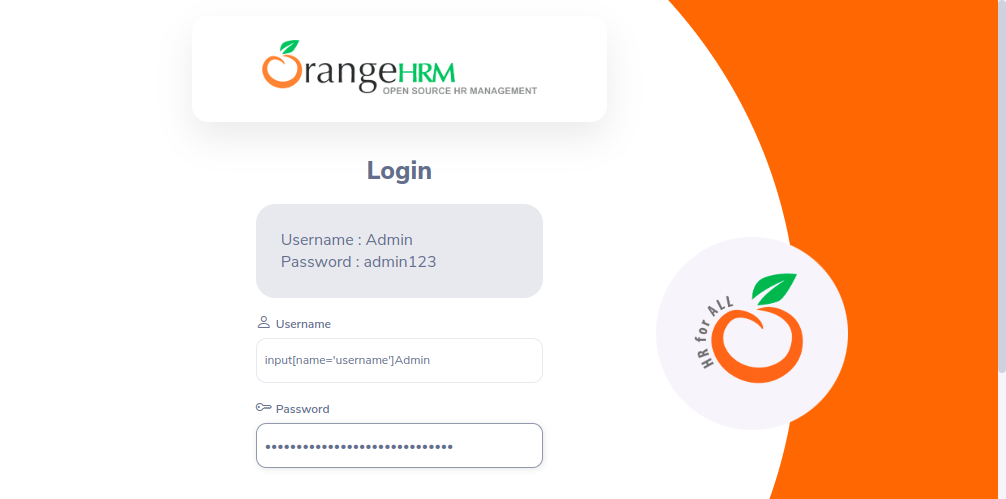 OrangeHRM
OPEN SOURCE HR MANAGEMENT
Login
Username : Admin
Password : admin123
Username
input[name='username']Admin
Password
••••••••••••••••••••••••••••••
HR for ALL